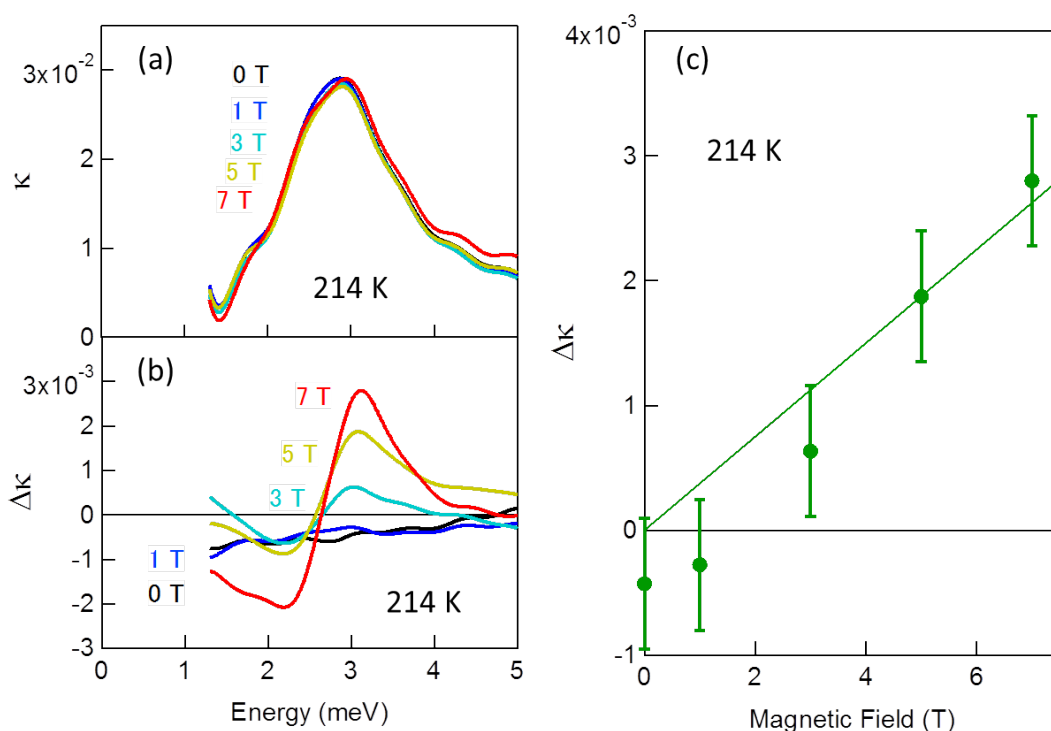 (a)
3x10⁻²
2
1
0
κ
0 T
1 T
3 T
5 T
7 T
214 K
(b)
3x10⁻³
2
1
0
-1
-2
-3
Δκ
7 T
5 T
3 T
1 T
0 T
214 K
0 1 2 3 4 5
Energy (meV)
(c)
4x10⁻³
3
2
1
0
-1
Δκ
214 K
0 2 4 6
Magnetic Field (T)